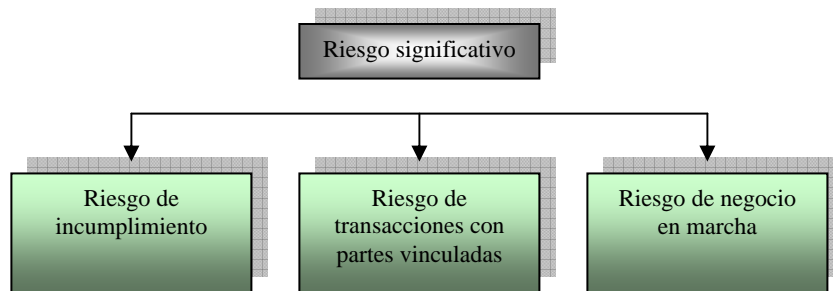 Riesgo significativo
Riesgo de
incumplimiento
Riesgo de
transacciones con
partes vinculadas
Riesgo de negocio
en marcha